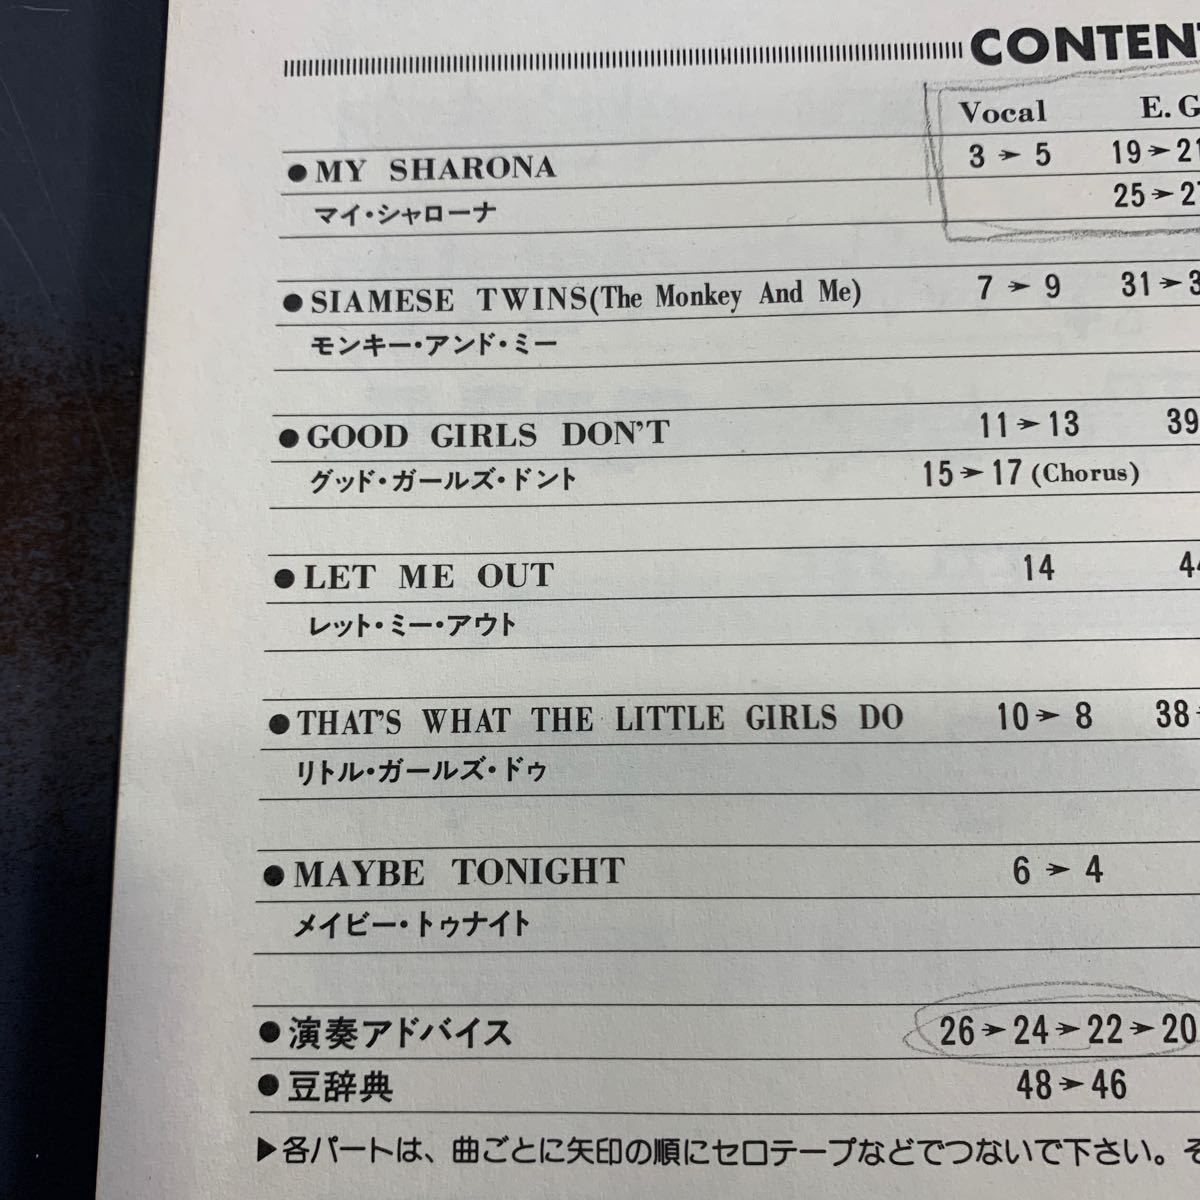 CONTENT
Vocal E. G
● MY SHARONA 3 ➛ 5 19 ➛ 21
マイ・シャローナ 25 ➛ 27
● SIAMESE TWINS (The Monkey And Me) 7 ➛ 9 31 ➛ 3
モンキー・アンド・ミー
● GOOD GIRLS DON'T 11 ➛ 13 39
グッド・ガールズ・ドント 15 ➛ 17 (Chorus)
● LET ME OUT 14 44
レット・ミー・アウト
● THAT'S WHAT THE LITTLE GIRLS DO 10 ➛ 8 38 ➛
リトル・ガールズ・ドゥ
● MAYBE TONIGHT 6 ➛ 4
メイビー・トゥナイト
● 演奏アドバイス 26 ➛ 24 ➛ 22 ➛ 20
● 豆辞典 48 ➛ 46
▶各パートは、曲ごとに矢印の順にセロテープなどでつないで下さい。そ